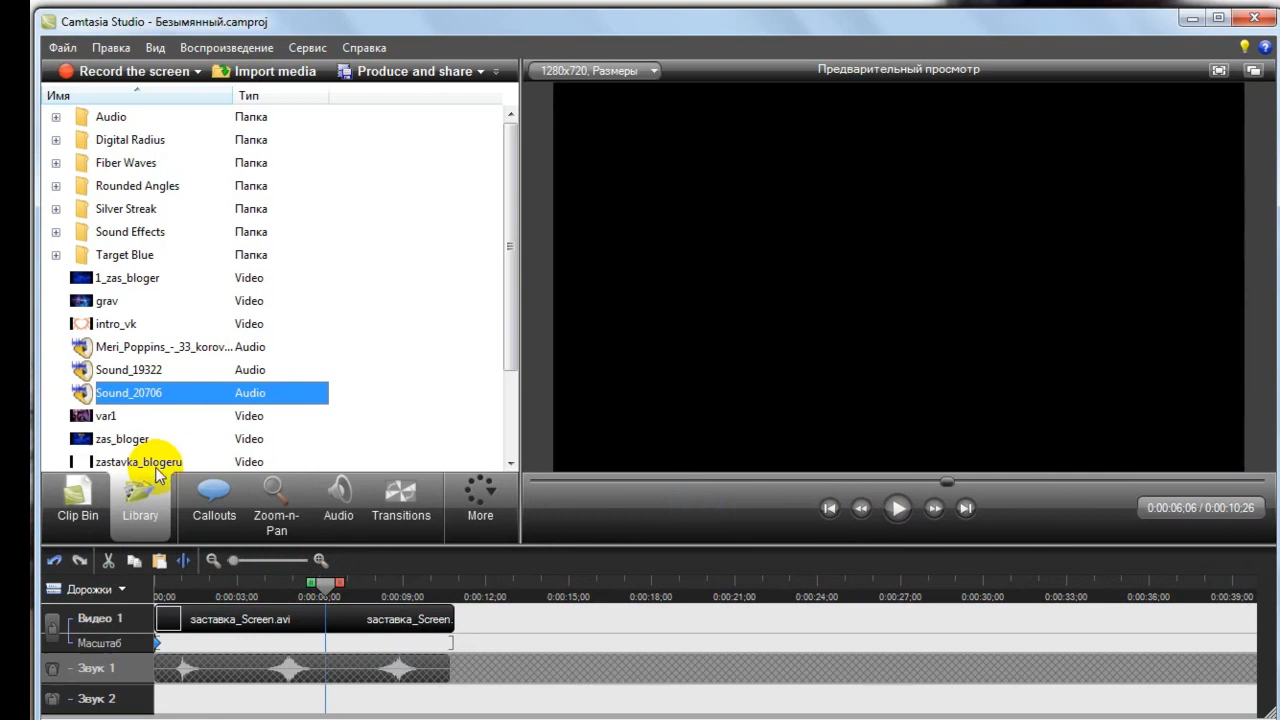 Camtasia Studio - Безымянный.camproj
Файл Правка Вид Воспроизведение Сервис Справка
Record the screen Import media Produce and share
1280x720, Размеры
Предварительный просмотр
Имя Тип
Audio Папка
Digital Radius Папка
Fiber Waves Папка
Rounded Angles Папка
Silver Streak Папка
Sound Effects Папка
Target Blue Папка
1_zas_bloger Video
grav Video
intro_vk Video
Meri_Poppins_-_33_korov... Audio
Sound_19322 Audio
Sound_20706 Audio
var1 Video
zas_bloger Video
zastavka_blogeru Video
Clip Bin Library Callouts Zoom-n-Pan Audio Transitions More
0:00:06;06 / 0:00:10;26
Дорожки
00;00 0:00:03;00 0:00:06;00 0:00:09;00 0:00:12;00 0:00:15;00 0:00:18;00 0:00:21;00 0:00:24;00 0:00:27;00 0:00:30;00 0:00:33;00 0:00:36;00 0:00:39;00
Видео 1 заставка_Screen.avi заставка_Screen.
Масштаб
Звук 1
Звук 2